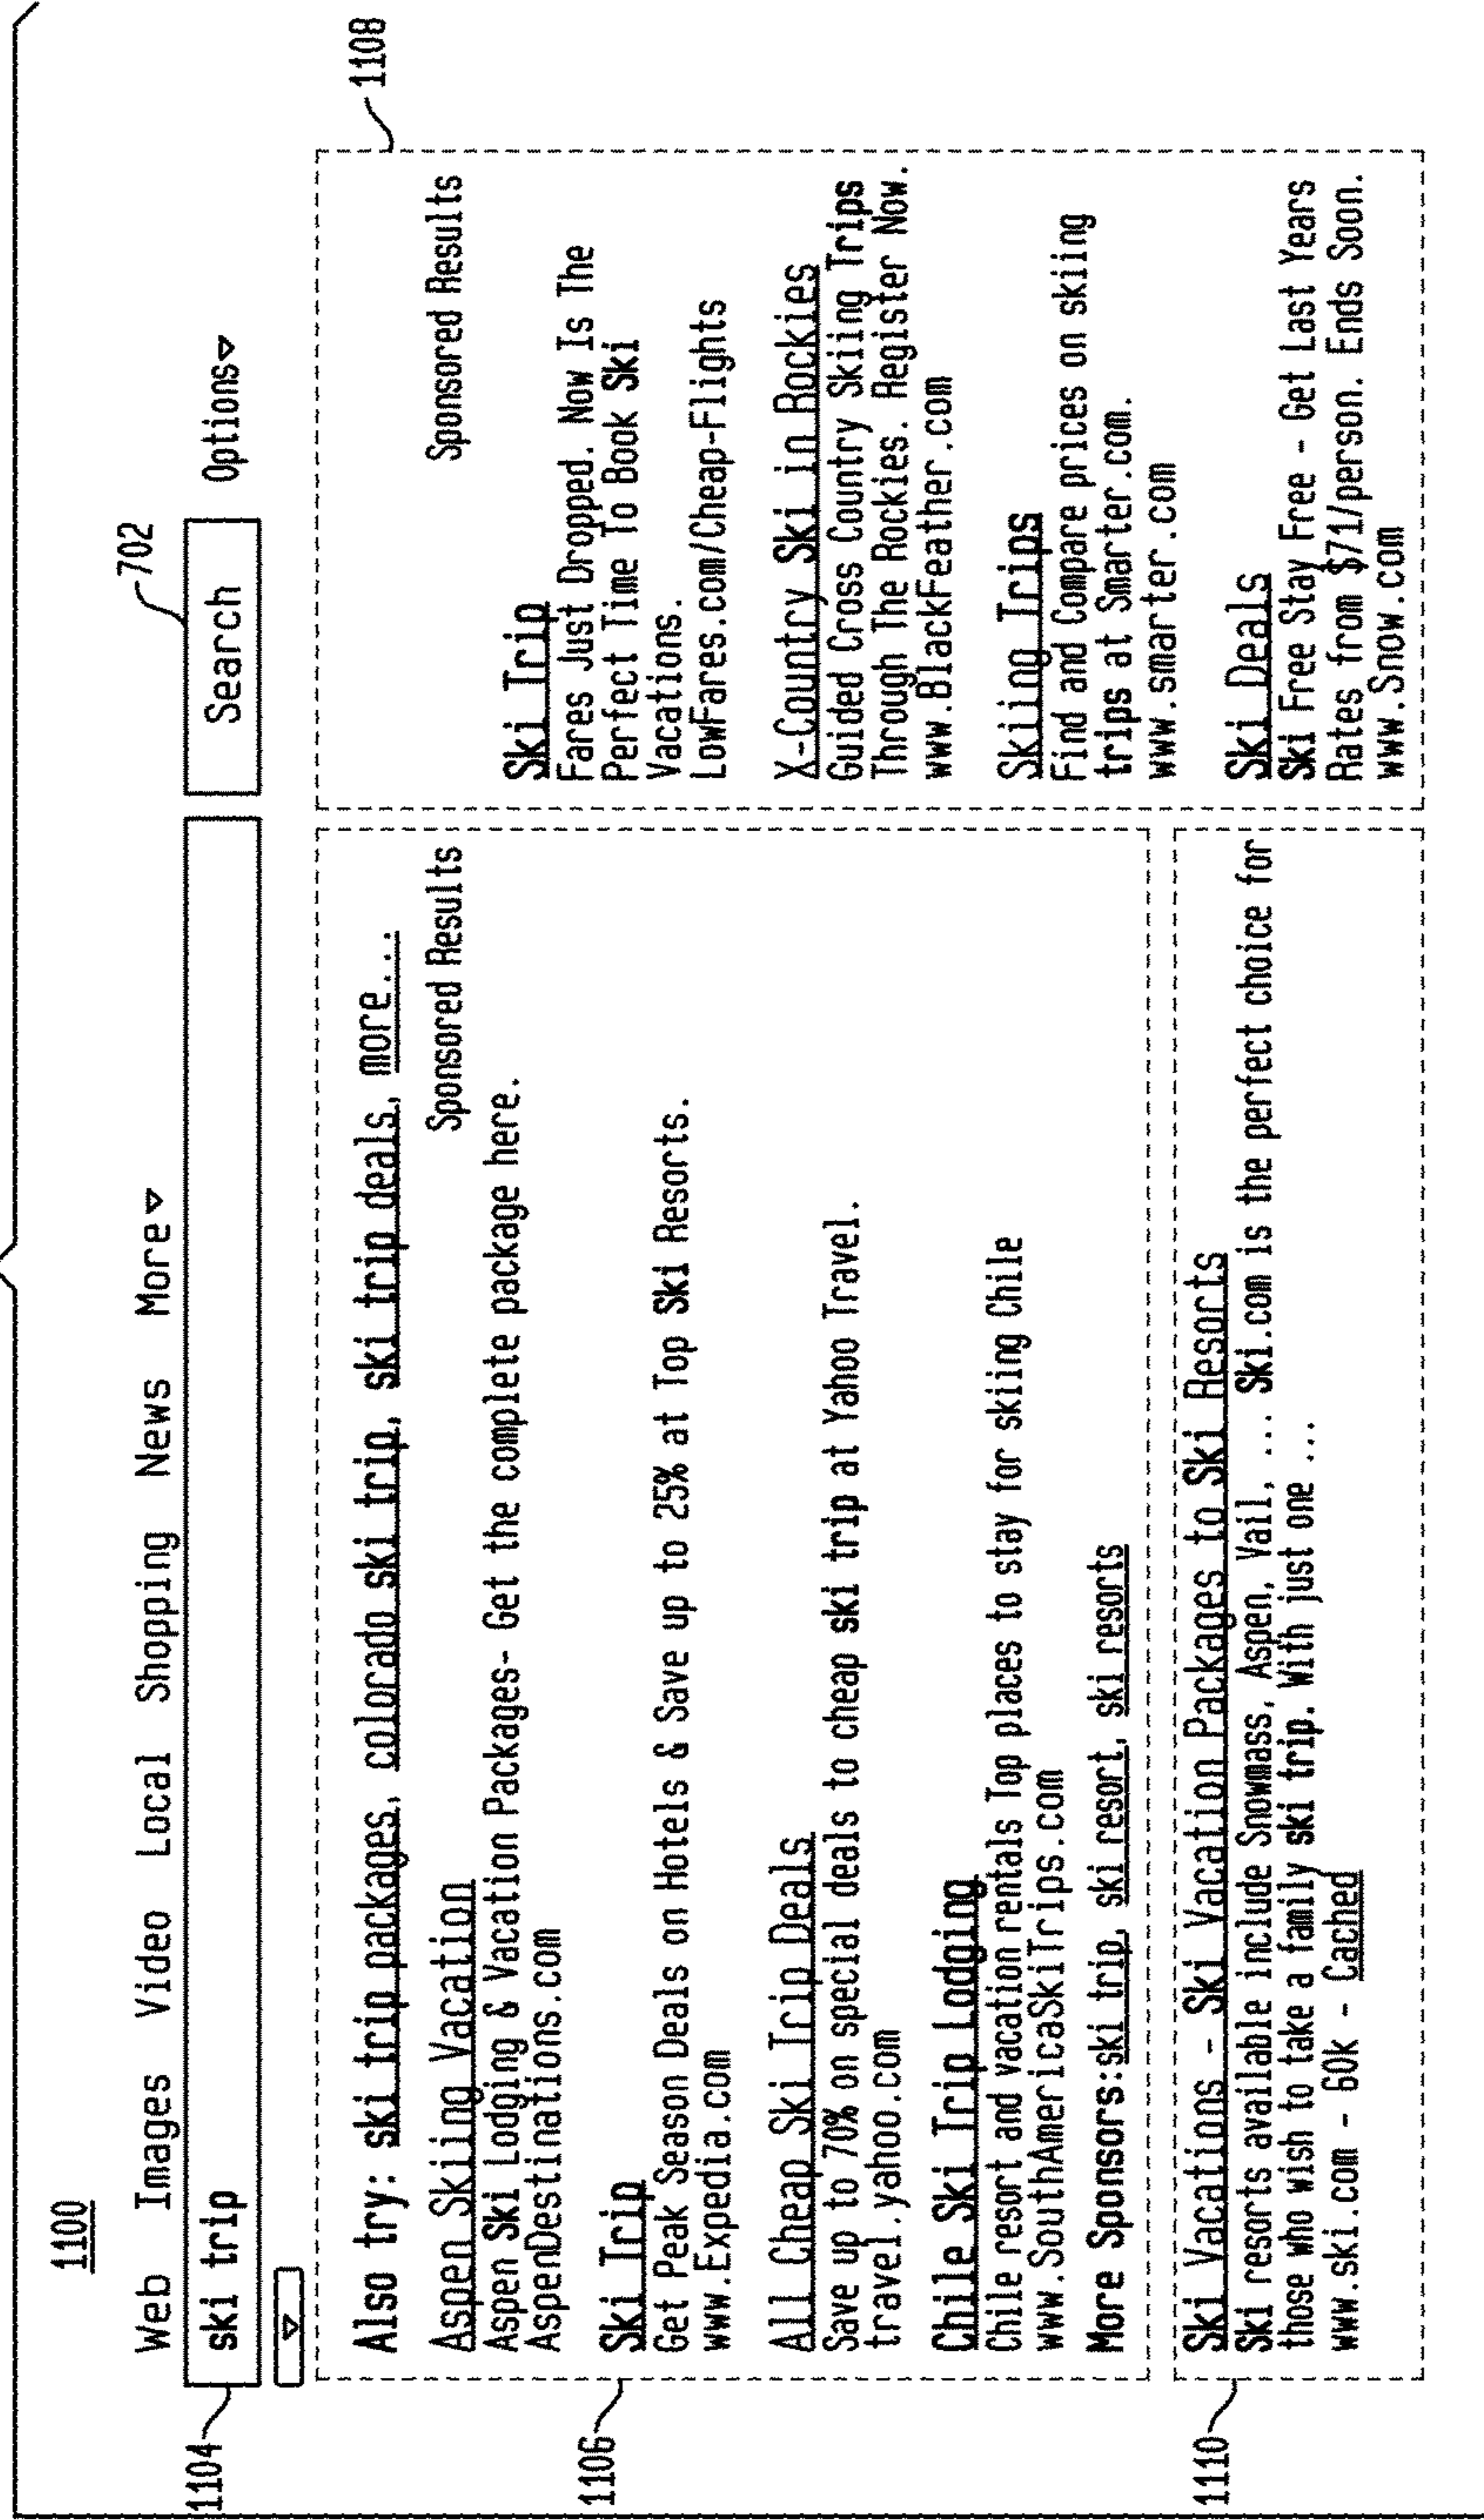 1100
Web Images Video Local Shopping News More
702
1104
ski trip
Search
Options
1106
Also try: ski trip packages, colorado ski trip, ski trip deals, more...
Sponsored Results
Aspen Skiing Vacation
Aspen Ski Lodging & Vacation Packages- Get the complete package here.
AspenDestinations.com
Ski Trip
Get Peak Season Deals on Hotels & Save up to 25% at Top Ski Resorts.
www.Expedia.com
All Cheap Ski Trip Deals
Save up to 70% on special deals to cheap ski trip at Yahoo Travel.
travel.yahoo.com
Chile Ski Trip Lodging
Chile resort and vacation rentals Top places to stay for skiing Chile
www.SouthAmericaSkiTrips.com
More Sponsors:ski trip, ski resort, ski resorts
1108
Sponsored Results
Ski Trip
Fares Just Dropped. Now Is The
Perfect Time To Book Ski
Vacations.
LowFares.com/Cheap-Flights
X-Country Ski in Rockies
Guided Cross Country Skiing Trips
Through The Rockies. Register Now.
www.BlackFeather.com
Skiing Trips
Find and Compare prices on skiing
trips at Smarter.com.
www.smarter.com
Ski Deals
Ski Free Stay Free - Get Last Years
Rates from $71/person. Ends Soon.
www.Snow.com
1110
Ski Vacations - Ski Vacation Packages to Ski Resorts
Ski resorts available include Snowmass, Aspen, Vail, ... Ski.com is the perfect choice for
those who wish to take a family ski trip. With just one ...
www.ski.com - 60k - Cached